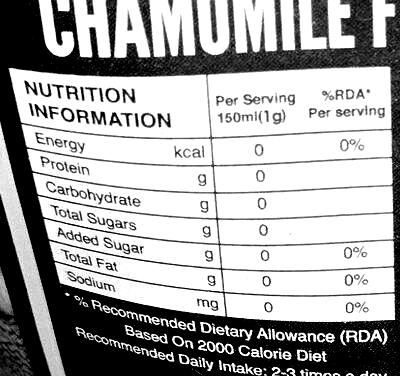 CHAMOMILE F
NUTRITION INFORMATION Per Serving 150ml(1g) %RDA* Per serving
Energy kcal 0 0%
Protein g 0
Carbohydrate g 0
Total Sugars g 0
Added Sugar g 0 0%
Total Fat g 0 0%
Sodium mg 0 0%
* % Recommended Dietary Allowance (RDA)
Based On 2000 Calorie Diet
Recommended Daily Intake: 2-3 times a day